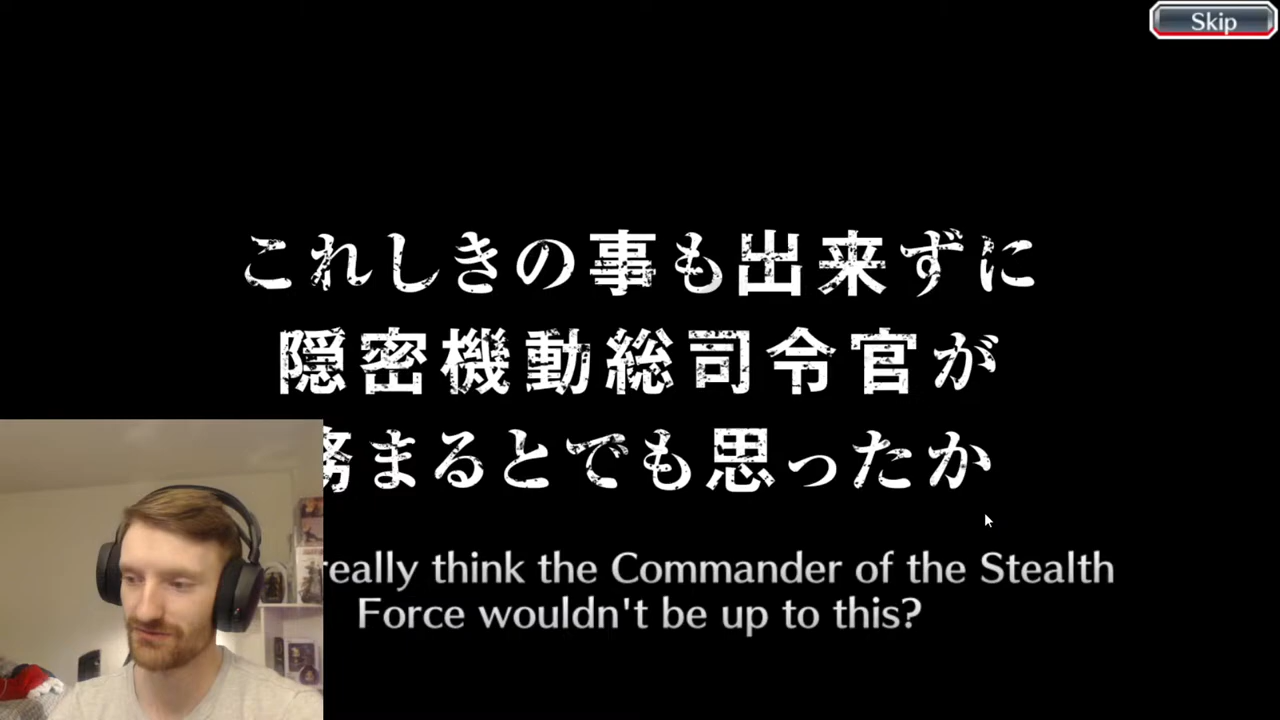 Skip
これしきの事も出来ずに
隠密機動総司令官が
務まるとでも思ったか
really think the Commander of the Stealth
Force wouldn't be up to this?